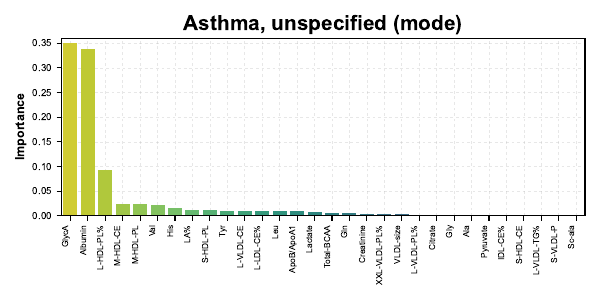 Asthma, unspecified (mode)
Importance
0.35
0.30
0.25
0.20
0.15
0.10
0.05
0.00
GlycA
Albumin
L-HDL-PL%
M-HDL-CE
M-HDL-PL
Val
His
LA%
S-HDL-PL
Tyr
L-VLDL-CE
L-LDL-CE%
Leu
ApoB/ApoA1
Lactate
Total-BCAA
Gln
Creatinine
XXL-VLDL-PL%
VLDL-size
L-VLDL-PL%
Citrate
Gly
Ala
Pyruvate
IDL-CE%
S-HDL-CE
L-VLDL-TG%
S-VLDL-P